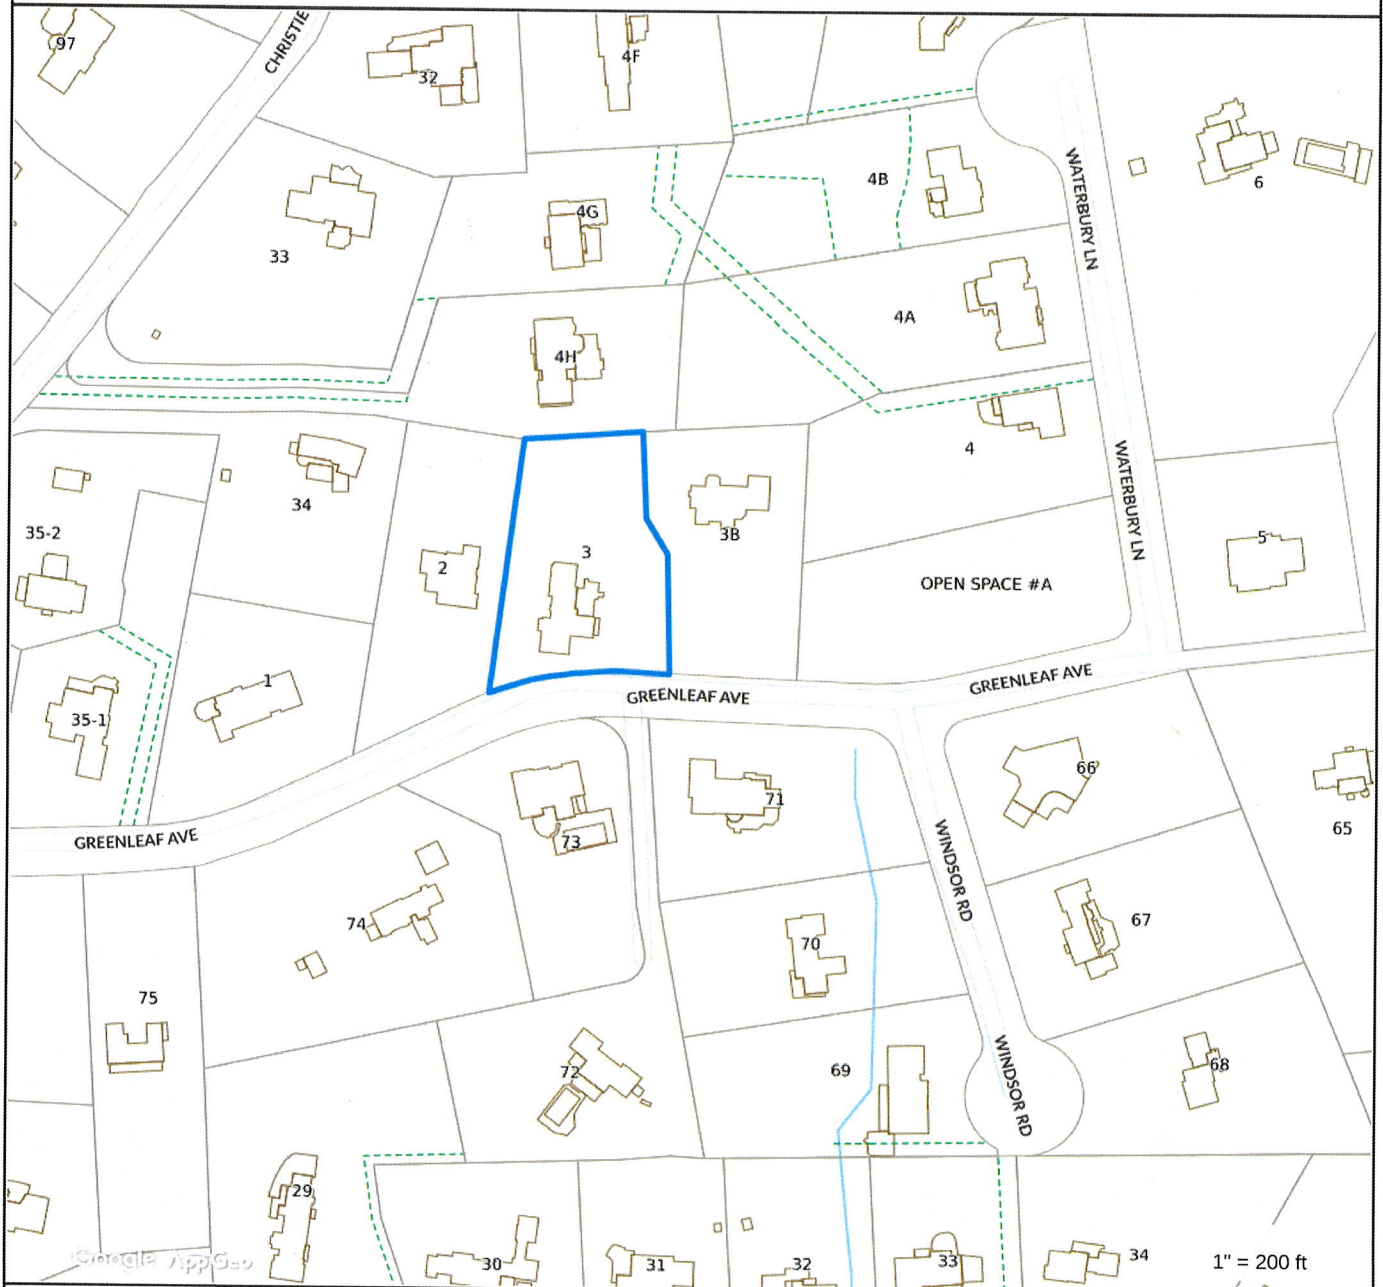 97
CHRISTIE
32
4F
4B
6
WATERBURY LN
4G
33
4A
4H
4
WATERBURY LN
34
35-2
3B
5
3
2
OPEN SPACE #A
1
GREENLEAF AVE
GREENLEAF AVE
35-1
66
71
65
GREENLEAF AVE
73
WINDSOR RD
74
67
70
75
72
69
68
WINDSOR RD
29
Google AppGeo
30
31
32
33
34
1" = 200 ft